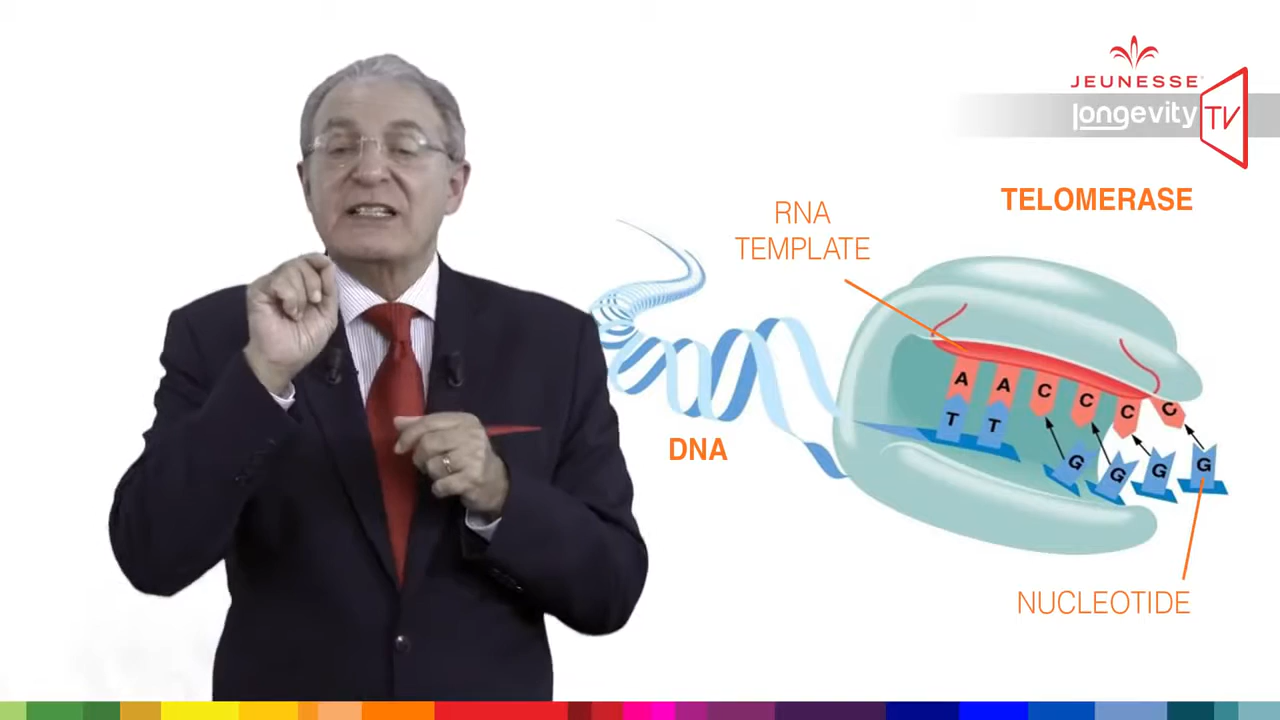 JEUNESSE
longevity TV
TELOMERASE
RNA
TEMPLATE
A A C C C C
T T
G G G G
DNA
NUCLEOTIDE